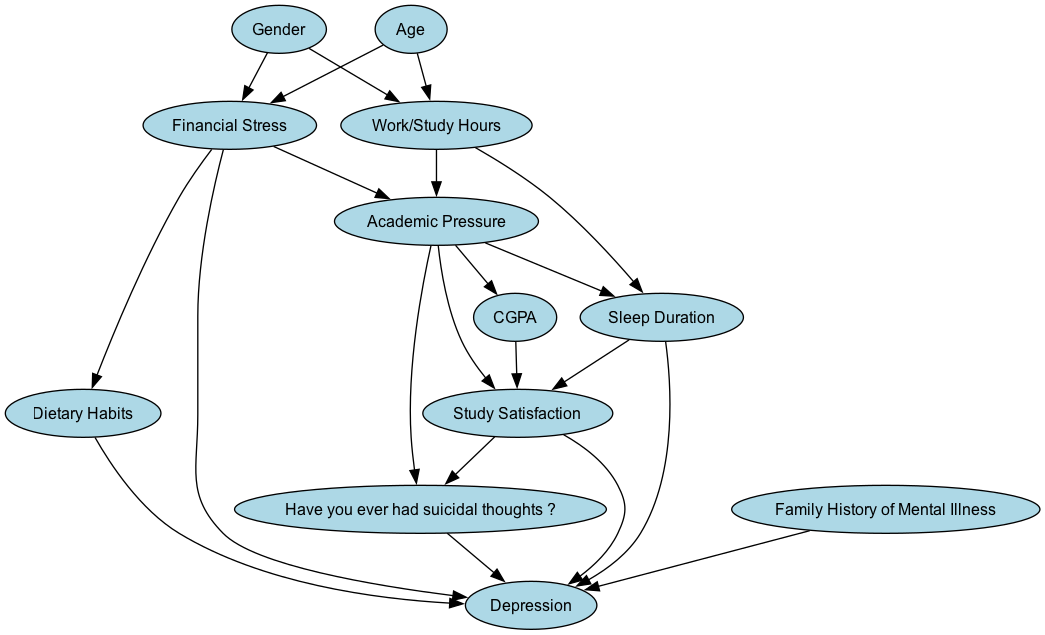 Gender
Age
Financial Stress
Work/Study Hours
Academic Pressure
CGPA
Sleep Duration
Dietary Habits
Study Satisfaction
Have you ever had suicidal thoughts ?
Family History of Mental Illness
Depression